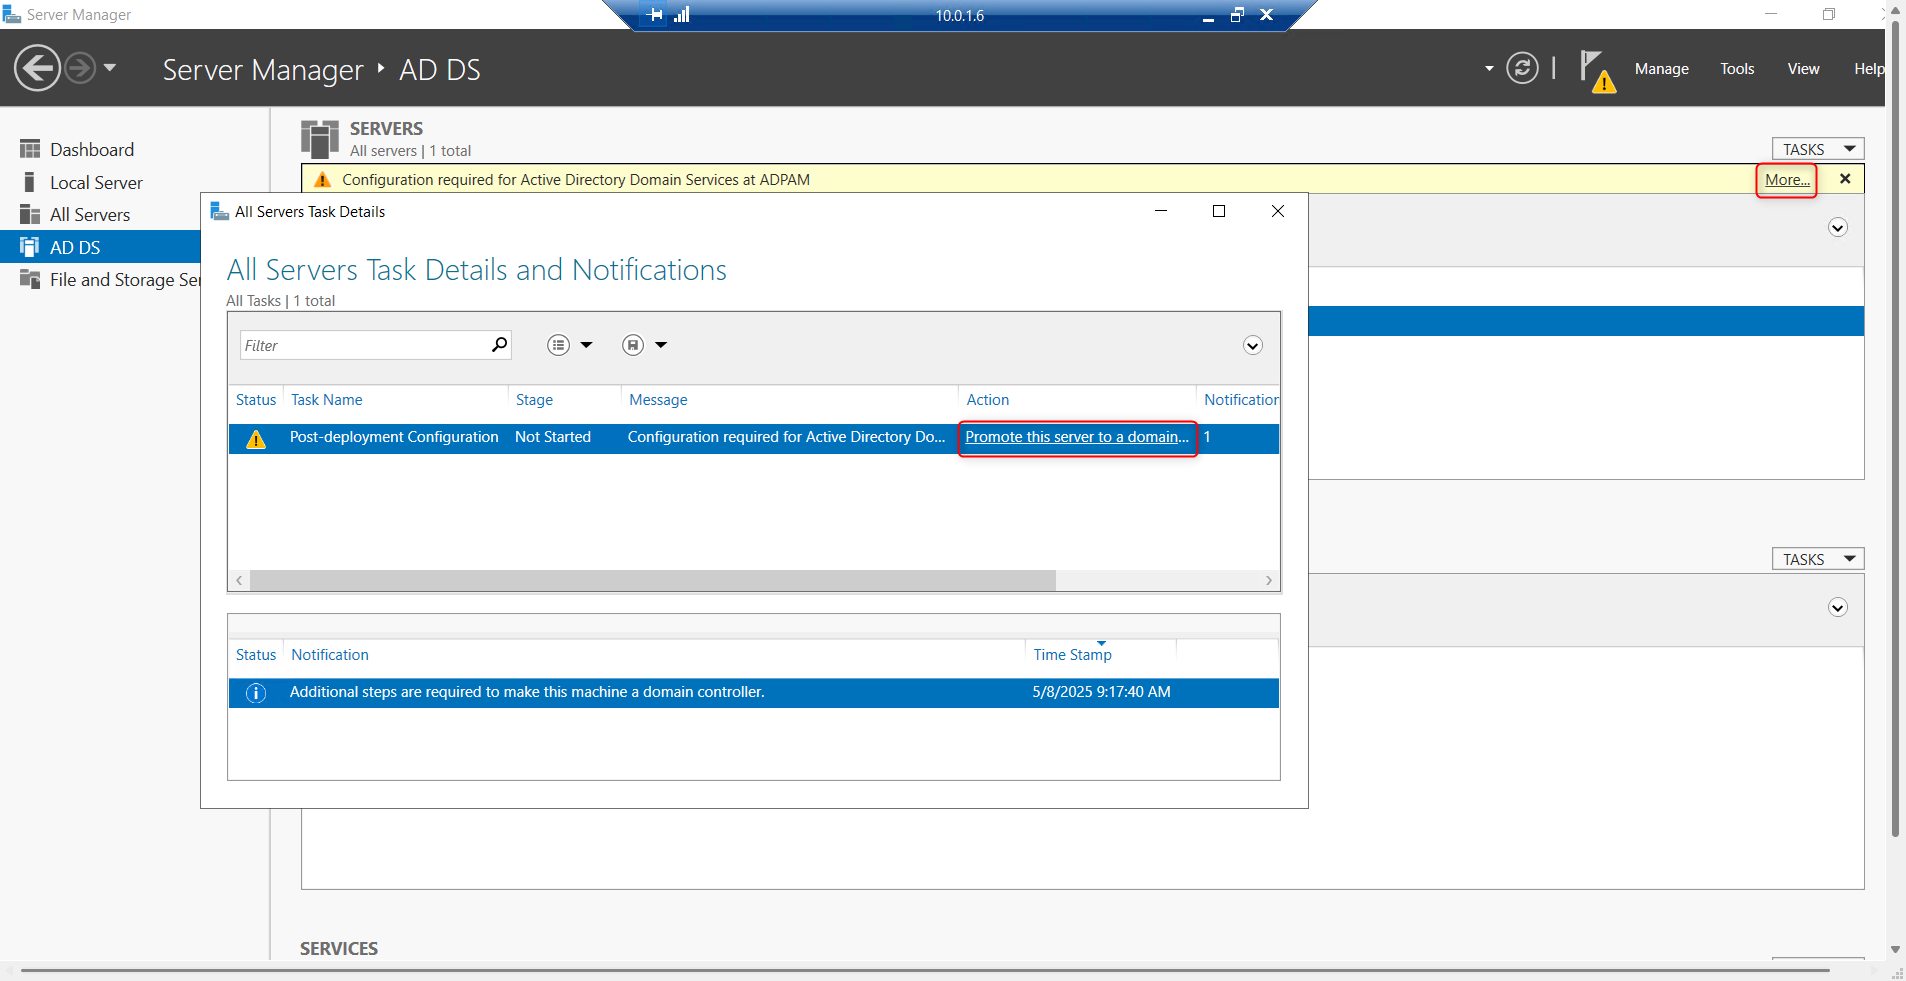 Server Manager
10.0.1.6
Server Manager AD DS
Manage Tools View Help
Dashboard
Local Server
All Servers
AD DS
File and Storage Ser
SERVERS
All servers | 1 total
TASKS
Configuration required for Active Directory Domain Services at ADPAM
More...
All Servers Task Details
All Servers Task Details and Notifications
All Tasks | 1 total
Filter
Status Task Name Stage Message Action Notification
Post-deployment Configuration Not Started Configuration required for Active Directory Do... Promote this server to a domain... 1
TASKS
Status Notification Time Stamp
Additional steps are required to make this machine a domain controller. 5/8/2025 9:17:40 AM
SERVICES